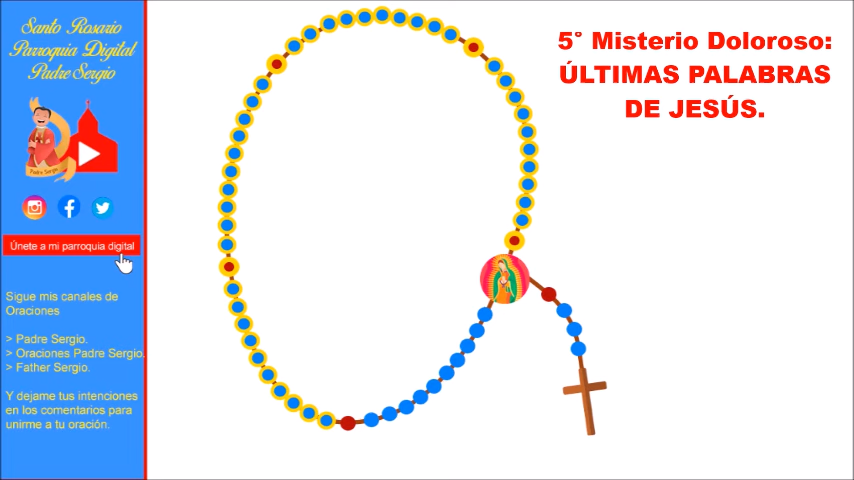 Santo Rosario
Parroquia Digital
Padre Sergio
Padre Sergio
Únete a mi parroquia digital
Sigue mis canales de
Oraciones
> Padre Sergio.
> Oraciones Padre Sergio.
> Father Sergio.
Y dejame tus intenciones
en los comentarios para
unirme a tu oración.
5° Misterio Doloroso:
ÚLTIMAS PALABRAS
DE JESÚS.